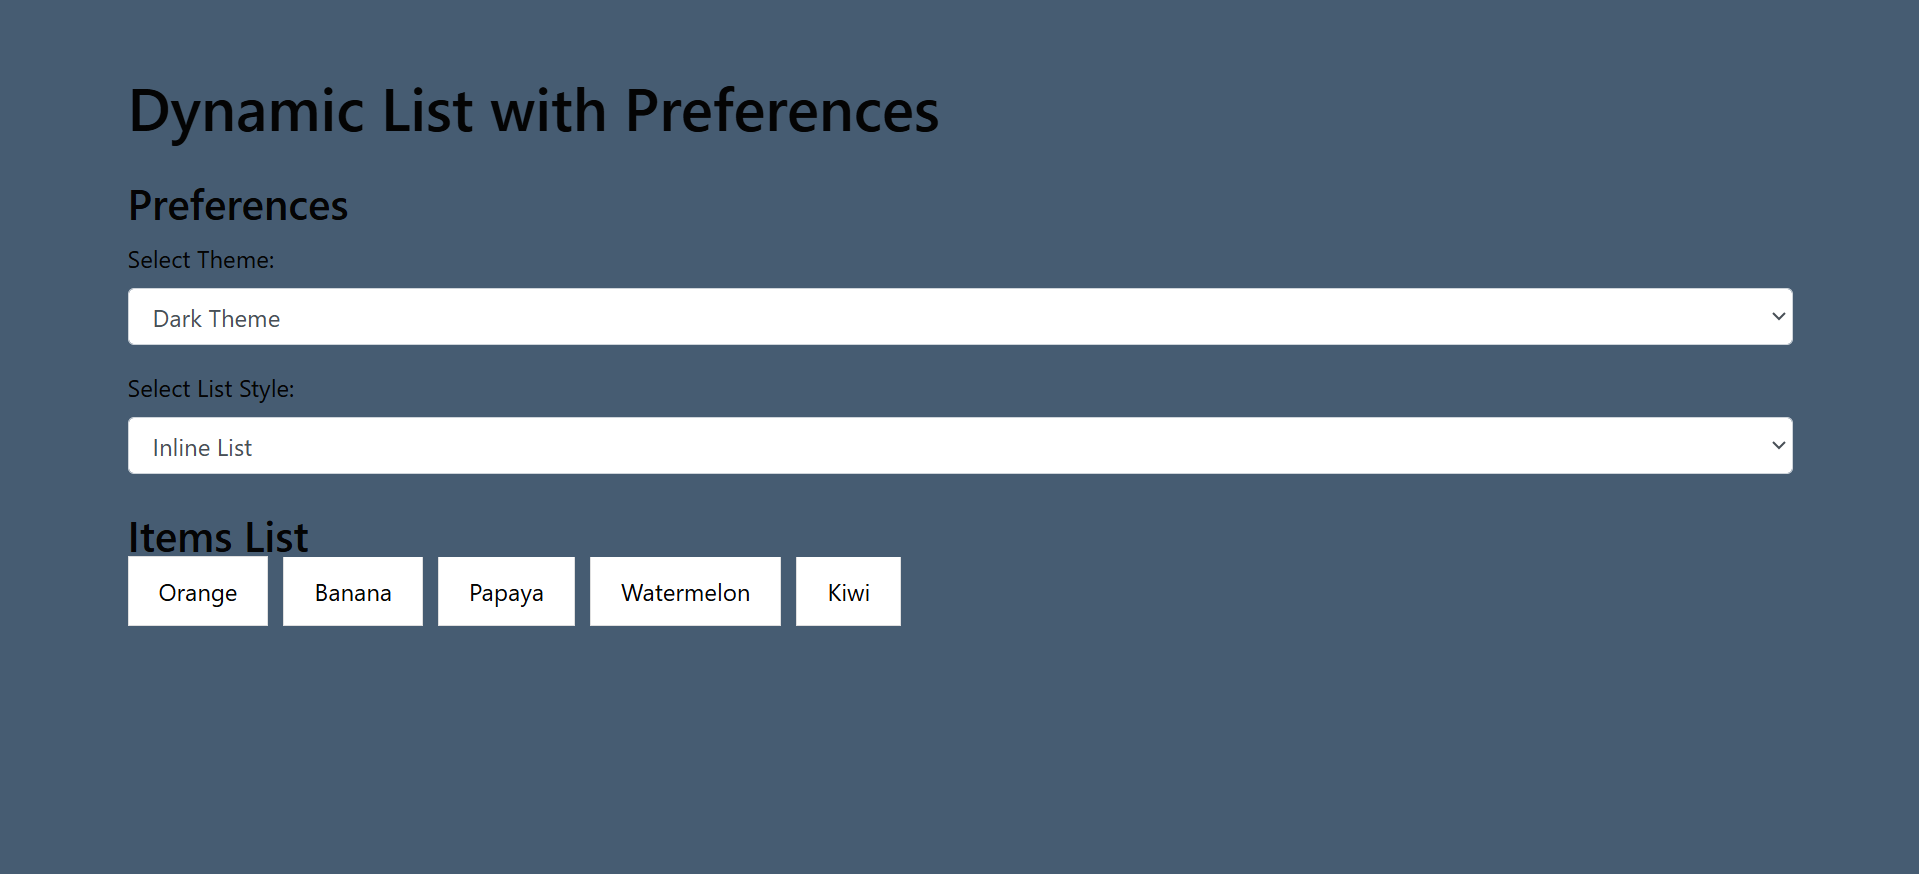 Dynamic List with Preferences
Preferences
Select Theme:
Dark Theme
Select List Style:
Inline List
Items List
Orange Banana Papaya Watermelon Kiwi